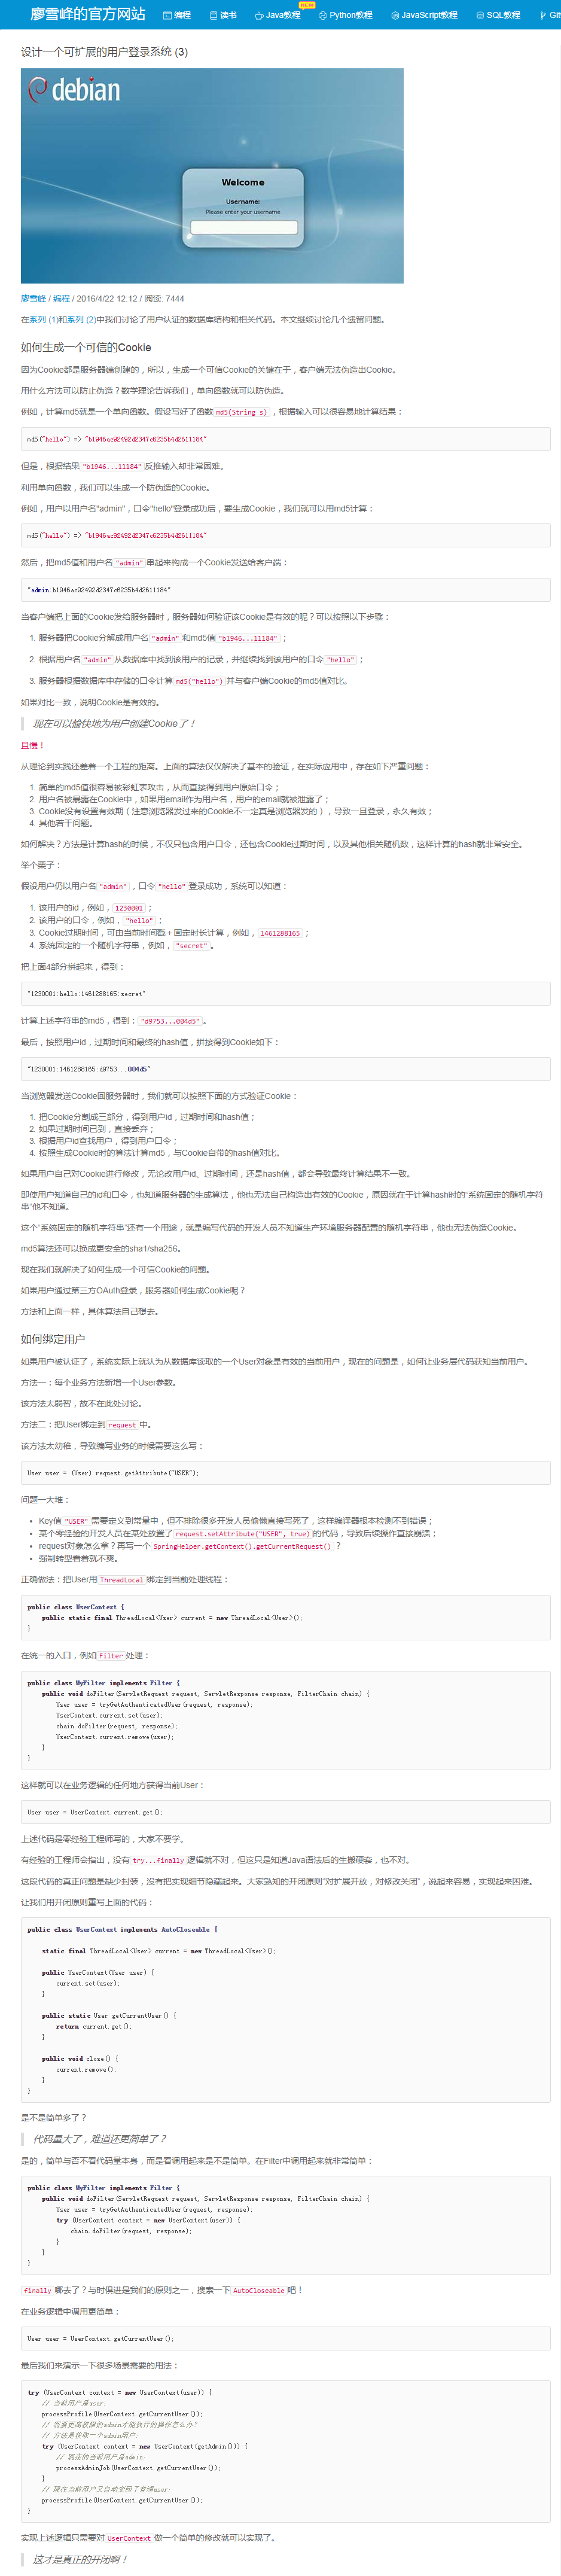 廖雪峰的官方网站 编程 读书 Java教程 Python教程 JavaScript教程 SQL教程 Git
设计一个可扩展的用户登录系统 (3)
debian
Welcome
Username:
Please enter your username
廖雪峰 / 编程 / 2016/4/22 12:12 / 阅读: 7444
在系列 (1)和系列 (2)中我们讨论了用户认证的数据库结构和相关代码。本文继续讨论几个遗留问题。
如何生成一个可信的Cookie
因为Cookie都是服务器端创建的，所以，生成一个可信Cookie的关键在于，客户端无法伪造出Cookie。
用什么方法可以防止伪造？数学理论告诉我们，单向函数就可以防伪造。
例如，计算md5就是一个单向函数。假设写好了函数 md5(String s)，根据输入可以很容易地计算结果：
md5("hello") => "b1946ac92492d2347c6235b4d2611184"
但是，根据结果 "b1946...11184" 反推输入却非常困难。
利用单向函数，我们可以生成一个防伪造的Cookie。
例如，用户以用户名"admin"，口令"hello"登录成功后，要生成Cookie，我们就可以用md5计算：
md5("hello") => "b1946ac92492d2347c6235b4d2611184"
然后，把md5值和用户名 "admin" 串起来构成一个Cookie发送给客户端：
"admin:b1946ac92492d2347c6235b4d2611184"
当客户端把上面的Cookie发给服务器时，服务器如何验证该Cookie是有效的呢？可以按照以下步骤：
1. 服务器把Cookie分解成用户名 "admin" 和md5值 "b1946...11184"；
2. 根据用户名 "admin" 从数据库中找到该用户的记录，并继续找到该用户的口令 "hello"；
3. 服务器根据数据库中存储的口令计算 md5("hello") 并与客户端Cookie的md5值对比。
如果对比一致，说明Cookie是有效的。
现在可以愉快地为用户创建Cookie了！
且慢！
从理论到实践还差着一个工程的距离。上面的算法仅仅解决了基本的验证，在实际应用中，存在如下严重问题：
1. 简单的md5值很容易被彩虹表攻击，从而直接得到用户原始口令；
2. 用户名被暴露在Cookie中，如果用email作为用户名，用户的email就被泄露了；
3. Cookie没有设置有效期（注意浏览器发过来的Cookie不一定真是浏览器发的），导致一旦登录，永久有效；
4. 其他若干问题。
如何解决？方法是计算hash的时候，不仅只包含用户口令，还包含Cookie过期时间，以及其他相关随机数，这样计算的hash就非常安全。
举个栗子：
假设用户仍以用户名 "admin"，口令 "hello" 登录成功，系统可以知道：
1. 该用户的id，例如，1230001；
2. 该用户的口令，例如，"hello"；
3. Cookie过期时间，可由当前时间戳＋固定时长计算，例如，1461288165；
4. 系统固定的一个随机字符串，例如，"secret"。
把上面4部分拼起来，得到：
"1230001:hello:1461288165:secret"
计算上述字符串的md5，得到："d9753...004d5"。
最后，按照用户id，过期时间和最终的hash值，拼接得到Cookie如下：
"1230001:1461288165:d9753...004d5"
当浏览器发送Cookie回服务器时，我们就可以按照下面的方式验证Cookie：
1. 把Cookie分割成三部分，得到用户id，过期时间和hash值；
2. 如果过期时间已到，直接丢弃；
3. 根据用户id查找用户，得到用户口令；
4. 按照生成Cookie时的算法计算md5，与Cookie自带的hash值对比。
如果用户自己对Cookie进行修改，无论改用户id、过期时间，还是hash值，都会导致最终计算结果不一致。
即使用户知道自己的id和口令，也知道服务器的生成算法，他也无法自己构造出有效的Cookie，原因就在于计算hash时的“系统固定的随机字符
串”他不知道。
这个“系统固定的随机字符串”还有一个用途，就是编写代码的开发人员不知道生产环境服务器配置的随机字符串，他也无法伪造Cookie。
md5算法还可以换成更安全的sha1/sha256。
现在我们就解决了如何生成一个可信Cookie的问题。
如果用户通过第三方OAuth登录，服务器如何生成Cookie呢？
方法和上面一样，具体算法自己想去。
如何绑定用户
如果用户被认证了，系统实际上就认为从数据库读取的一个User对象是有效的当前用户，现在的问题是，如何让业务层代码获知当前用户。
方法一：每个业务方法新增一个User参数。
该方法太弱智，故不在此处讨论。
方法二：把User绑定到 request 中。
该方法太幼稚，导致编写业务的时候需要这么写：
User user = (User) request.getAttribute("USER");
问题一大堆：
• Key值 "USER" 需要定义到常量中，但不排除很多开发人员偷懒直接写死了，这样编译器根本检测不到错误；
• 某个零经验的开发人员在某处放置了 request.setAttribute("USER", true) 的代码，导致后续操作直接崩溃；
• request对象怎么拿？再写一个 SpringHelper.getContext().getCurrentRequest()？
• 强制转型看着就不爽。
正确做法：把User用 ThreadLocal 绑定到当前处理线程：
public class UserContext {
public static final ThreadLocal<User> current = new ThreadLocal<User>();
}
在统一的入口，例如 Filter 处理：
public class MyFilter implements Filter {
public void doFilter(ServletRequest request, ServletResponse response, FilterChain chain) {
User user = tryGetAuthenticatedUser(request, response);
UserContext.current.set(user);
chain.doFilter(request, response);
UserContext.current.remove(user);
}
}
这样就可以在业务逻辑的任何地方获得当前User：
User user = UserContext.current.get();
上述代码是零经验工程师写的，大家不要学。
有经验的工程师会指出，没有 try...finally 逻辑就不对，但这只是知道Java语法后的生搬硬套，也不对。
这段代码的真正问题是缺少封装，没有把实现细节隐藏起来。大家熟知的开闭原则“对扩展开放，对修改关闭”，说起来容易，实现起来困难。
让我们用开闭原则重写上面的代码：
public class UserContext implements AutoCloseable {
static final ThreadLocal<User> current = new ThreadLocal<User>();
public UserContext(User user) {
current.set(user);
}
public static User getCurrentUser() {
return current.get();
}
public void close() {
current.remove();
}
}
是不是简单多了？
代码量大了，难道还更简单了？
是的，简单与否不看代码量本身，而是看调用起来是不是简单。在Filter中调用起来就非常简单：
public class MyFilter implements Filter {
public void doFilter(ServletRequest request, ServletResponse response, FilterChain chain) {
User user = tryGetAuthenticatedUser(request, response);
try (UserContext context = new UserContext(user)) {
chain.doFilter(request, response);
}
}
}
finally 哪去了？与时俱进是我们的原则之一，搜索一下 AutoCloseable 吧！
在业务逻辑中调用更简单：
User user = UserContext.getCurrentUser();
最后我们来演示一下很多场景需要的用法：
try (UserContext context = new UserContext(user)) {
// 当前用户是user:
processProfile(UserContext.getCurrentUser());
// 需要更高权限的admin才能执行的操作怎么办?
// 方法是获取一个admin用户:
try (UserContext context = new UserContext(getAdmin())) {
// 现在的当前用户是admin:
processAdminJob(UserContext.getCurrentUser());
}
// 现在当前用户又自动变回了普通user:
processProfile(UserContext.getCurrentUser());
}
实现上述逻辑只需要对 UserContext 做一个简单的修改就可以实现了。
这才是真正的开闭啊！